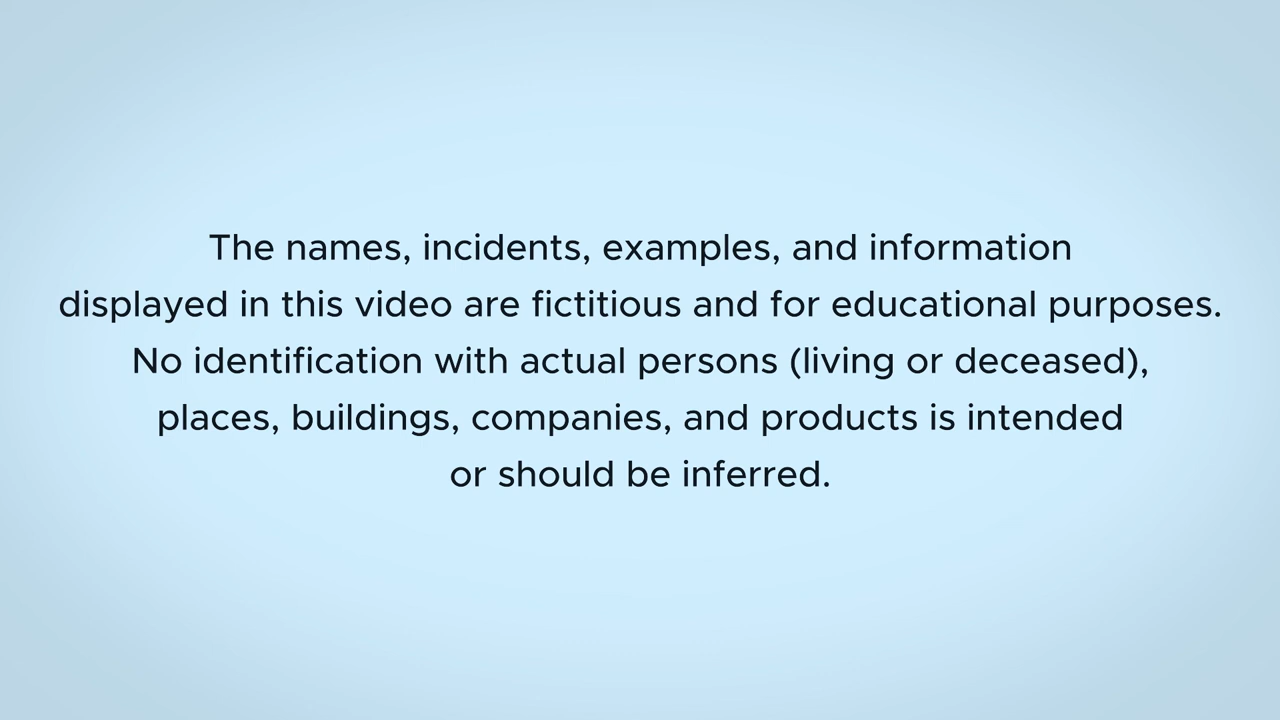 The names, incidents, examples, and information
displayed in this video are fictitious and for educational purposes.
No identification with actual persons (living or deceased),
places, buildings, companies, and products is intended
or should be inferred.